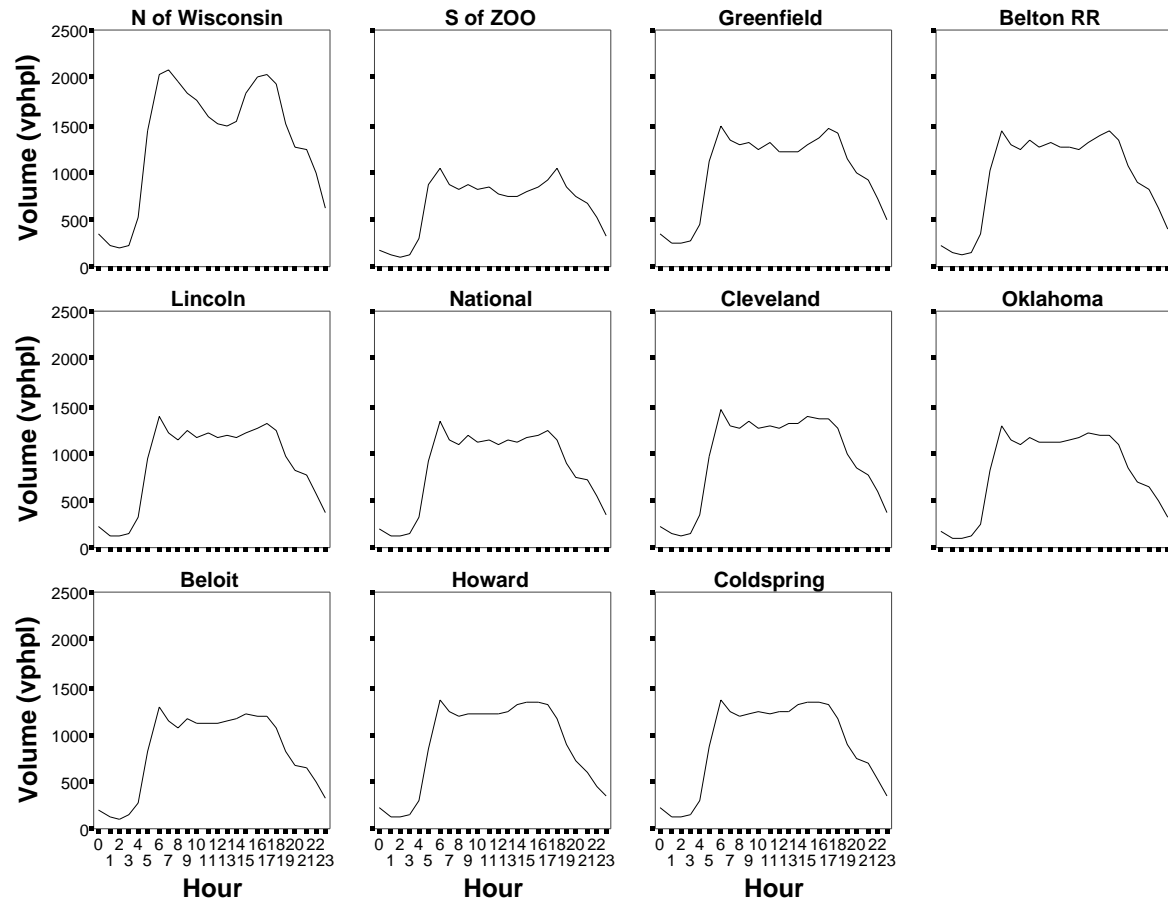 N of Wisconsin S of ZOO Greenfield Belton RR
Volume (vphpl)
2500
2000
1500
1000
500
0
Lincoln National Cleveland Oklahoma
Volume (vphpl)
2500
2000
1500
1000
500
0
Beloit Howard Coldspring
Volume (vphpl)
2500
2000
1500
1000
500
0
0 2 4 6 8 10 12 14 16 18 20 22 0 2 4 6 8 10 12 14 16 18 20 22 0 2 4 6 8 10 12 14 16 18 20 22
1 3 5 7 9 11 13 15 17 19 21 23 1 3 5 7 9 11 13 15 17 19 21 23 1 3 5 7 9 11 13 15 17 19 21 23
Hour Hour Hour